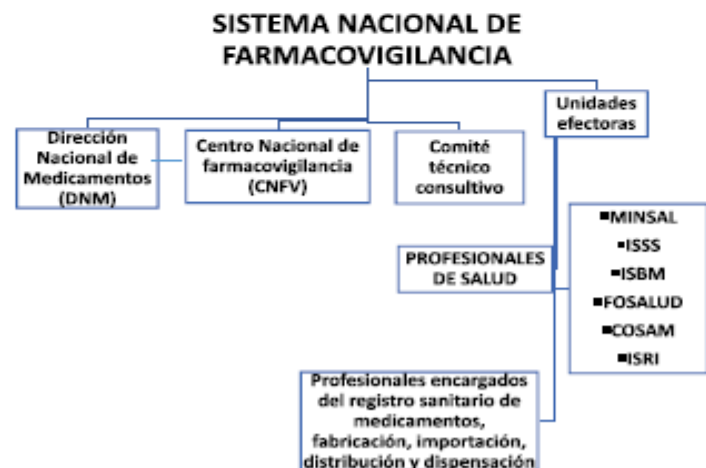 SISTEMA NACIONAL DE
FARMACOVIGILANCIA
Unidades
efectoras
Dirección
Nacional de
Medicamentos
(DNM)
Centro Nacional de
farmacovigilancia
(CNFV)
Comité
técnico
consultivo
PROFESIONALES
DE SALUD
▪MINSAL
▪ISSS
▪ISBM
▪FOSALUD
▪COSAM
▪ISRI
Profesionales encargados
del registro sanitario de
medicamentos,
fabricación, importación,
distribución y dispensación